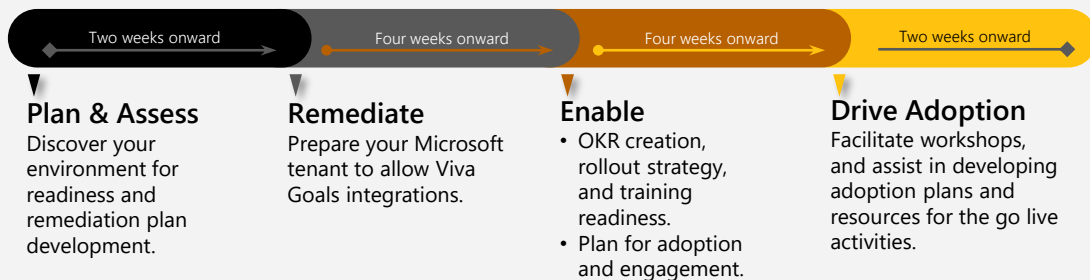 Two weeks onward
Four weeks onward
Four weeks onward
Two weeks onward
Plan & Assess
Discover your
environment for
readiness and
remediation plan
development.
Remediate
Prepare your Microsoft
tenant to allow Viva
Goals integrations.
Enable
• OKR creation,
rollout strategy,
and training
readiness.
• Plan for adoption
and engagement.
Drive Adoption
Facilitate workshops,
and assist in developing
adoption plans and
resources for the go live
activities.